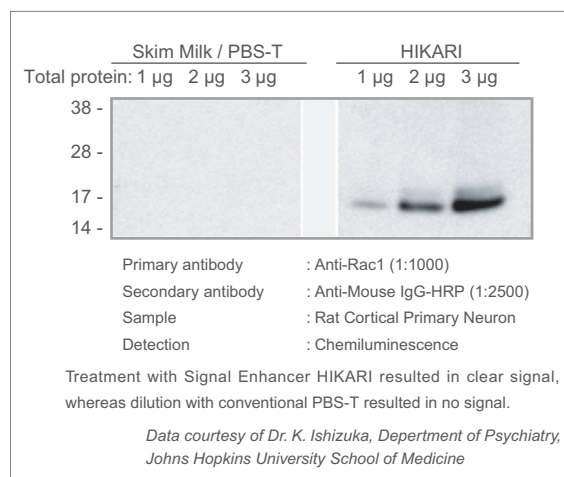 Skim Milk / PBS-T HIKARI
Total protein: 1 µg 2 µg 3 µg 1 µg 2 µg 3 µg
38 -
28 -
17 -
14 -
Primary antibody : Anti-Rac1 (1:1000)
Secondary antibody : Anti-Mouse IgG-HRP (1:2500)
Sample : Rat Cortical Primary Neuron
Detection : Chemiluminescence
Treatment with Signal Enhancer HIKARI resulted in clear signal,
whereas dilution with conventional PBS-T resulted in no signal.
Data courtesy of Dr. K. Ishizuka, Depertment of Psychiatry,
Johns Hopkins University School of Medicine